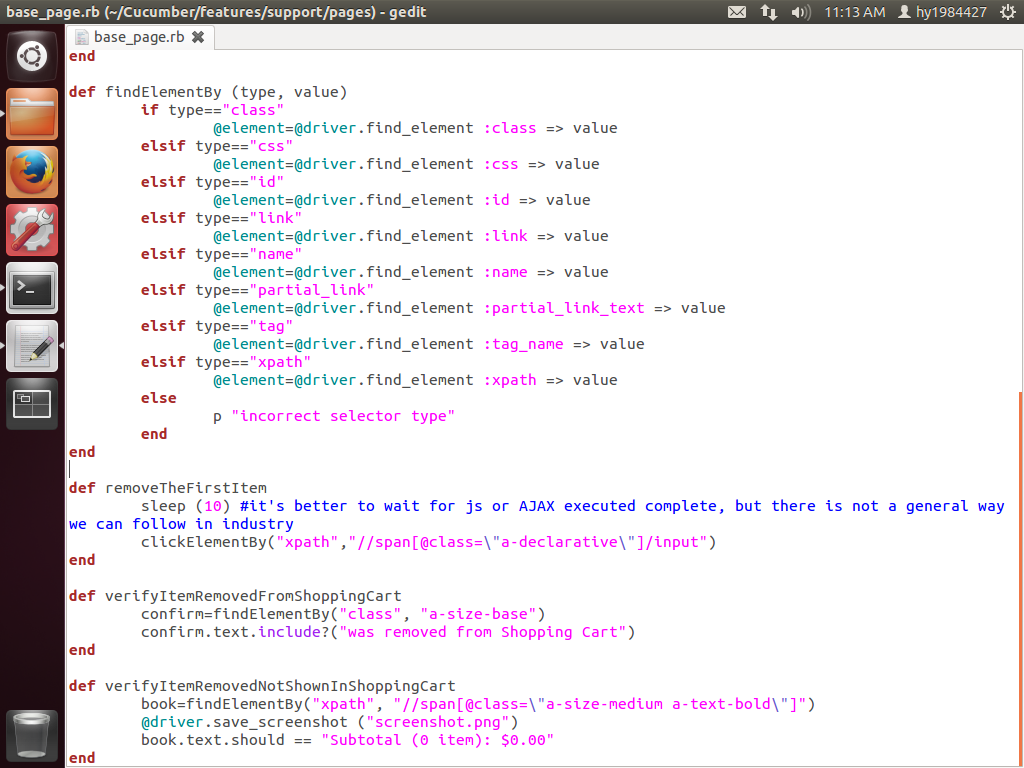 base_page.rb (~/Cucumber/features/support/pages) - gedit
11:13 AM hy1984427
base_page.rb
end
def findElementBy (type, value)
if type=="class"
@element=@driver.find_element :class => value
elsif type=="css"
@element=@driver.find_element :css => value
elsif type=="id"
@element=@driver.find_element :id => value
elsif type=="link"
@element=@driver.find_element :link => value
elsif type=="name"
@element=@driver.find_element :name => value
elsif type=="partial_link"
@element=@driver.find_element :partial_link_text => value
elsif type=="tag"
@element=@driver.find_element :tag_name => value
elsif type=="xpath"
@element=@driver.find_element :xpath => value
else
p "incorrect selector type"
end
end
def removeTheFirstItem
sleep (10) #it's better to wait for js or AJAX executed complete, but there is not a general way
we can follow in industry
clickElementBy("xpath","//span[@class=\"a-declarative\"]/input")
end
def verifyItemRemovedFromShoppingCart
confirm=findElementBy("class", "a-size-base")
confirm.text.include?("was removed from Shopping Cart")
end
def verifyItemRemovedNotShownInShoppingCart
book=findElementBy("xpath", "//span[@class=\"a-size-medium a-text-bold\"]")
@driver.save_screenshot ("screenshot.png")
book.text.should == "Subtotal (0 item): $0.00"
end